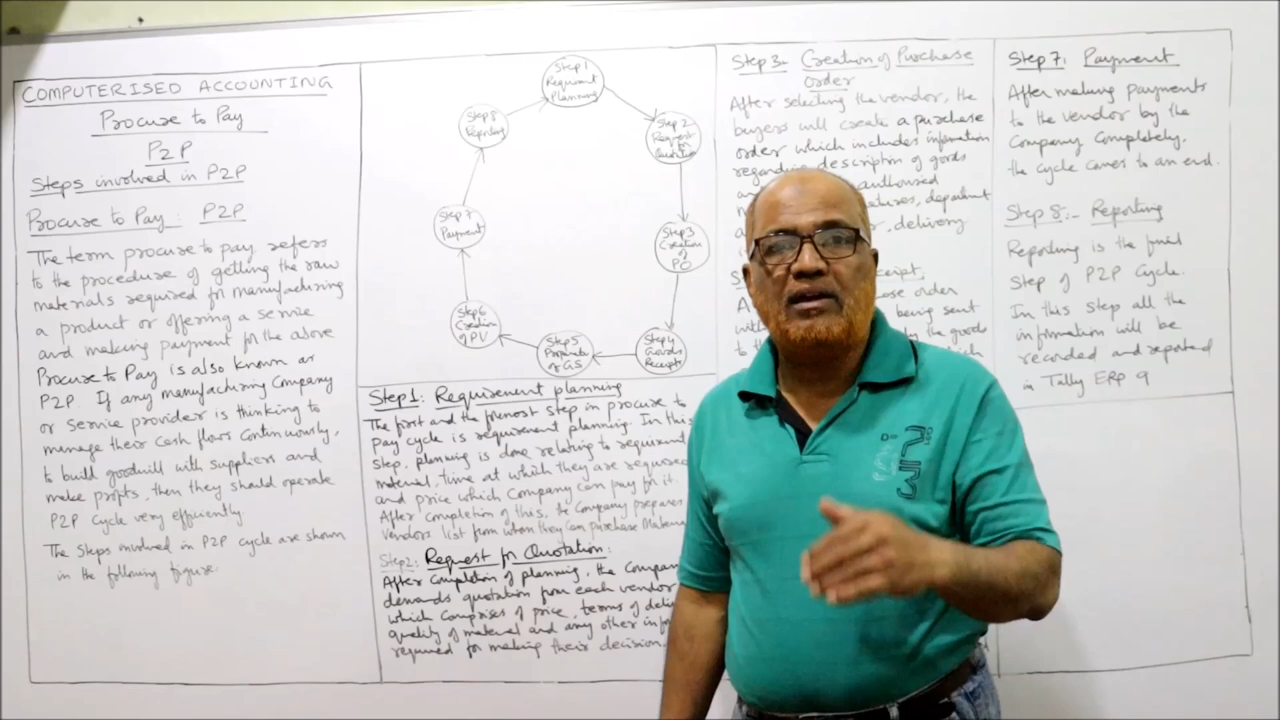 COMPUTERISED ACCOUNTING
Procure to Pay
P2P
Steps involved in P2P
Procure to Pay: P2P
The term procure to pay refers
to the procedure of getting the raw
materials required for manufacturing
a product or offering a service
and making payment for the above
Procure to Pay is also known as
P2P. If any manufacturing company
or service provider is thinking to
manage their cash flows continuously,
to build goodwill with suppliers and
make profits, then they should operate
P2P cycle very efficiently
The steps involved in P2P cycle are shown
in the following figure:
Step 1
Requirement
Planning
Step 2
Request
for
Quotation
Step 3
Creation
of
PO
Step 4
Goods
Receipts
Step 5
of GS
Step 6
Creation
of PV
Step 7
Payment
Step 8
Reporting
Step 1: Requirement planning
The first and the formost step in procure to
pay cycle is requirement planning. In this
step, planning is done relating to requirement
material, time at which they are required
and price which company can pay for it.
After completion of this, the company prepares
vendors list from whom they can purchase
Step 2: Request for Quotation:
After completion of planning, the company
demands quotation from each vendor
which comprises of price, terms of
quality of material and any other
required for making their decision.
Step 3:- Creation of Purchase
order
After selecting the vendor, the
buyers will create a purchase
order which includes information
regarding description of goods
authorised
department
, delivery
order
being sent
the goods
Step 7: Payment
After making payments
to the vendor by the
Company completely.
the cycle comes to an end.
Step 8:- Reporting
Reporting is the final
step of P2P cycle.
In this step all the
information will be
recorded and reported
in Tally ERP 9